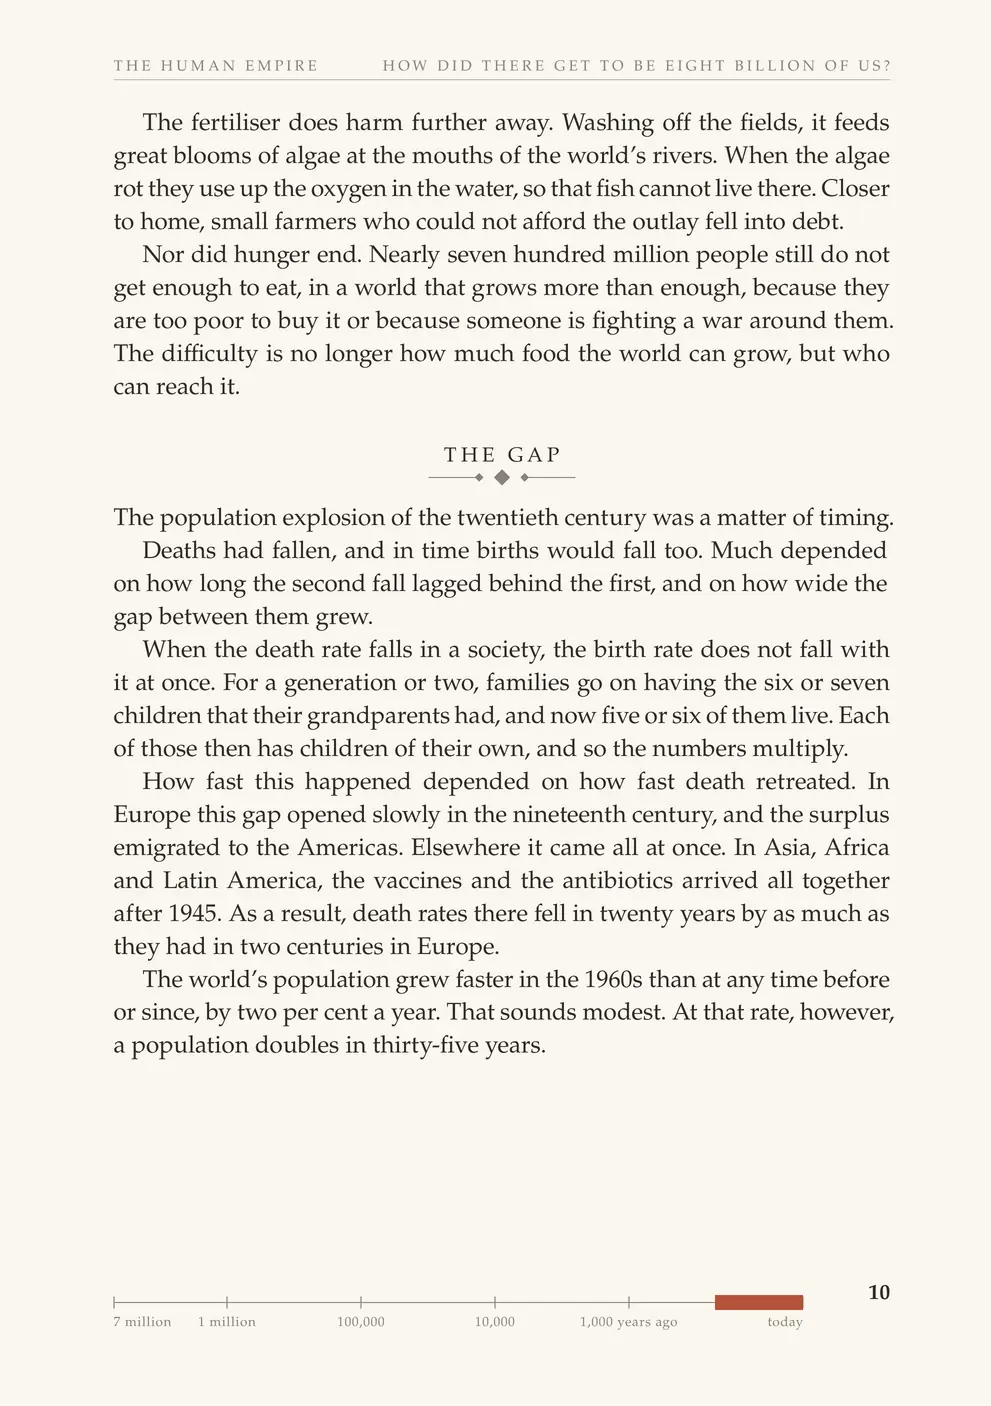 THE HUMAN EMPIRE HOW DID THERE GET TO BE EIGHT BILLION OF US?
The fertiliser does harm further away. Washing off the fields, it feeds
great blooms of algae at the mouths of the world’s rivers. When the algae
rot they use up the oxygen in the water, so that fish cannot live there. Closer
to home, small farmers who could not afford the outlay fell into debt.
Nor did hunger end. Nearly seven hundred million people still do not
get enough to eat, in a world that grows more than enough, because they
are too poor to buy it or because someone is fighting a war around them.
The difficulty is no longer how much food the world can grow, but who
can reach it.
THE GAP
The population explosion of the twentieth century was a matter of timing.
Deaths had fallen, and in time births would fall too. Much depended
on how long the second fall lagged behind the first, and on how wide the
gap between them grew.
When the death rate falls in a society, the birth rate does not fall with
it at once. For a generation or two, families go on having the six or seven
children that their grandparents had, and now five or six of them live. Each
of those then has children of their own, and so the numbers multiply.
How fast this happened depended on how fast death retreated. In
Europe this gap opened slowly in the nineteenth century, and the surplus
emigrated to the Americas. Elsewhere it came all at once. In Asia, Africa
and Latin America, the vaccines and the antibiotics arrived all together
after 1945. As a result, death rates there fell in twenty years by as much as
they had in two centuries in Europe.
The world’s population grew faster in the 1960s than at any time before
or since, by two per cent a year. That sounds modest. At that rate, however,
a population doubles in thirty-five years.
10
7 million 1 million 100,000 10,000 1,000 years ago today